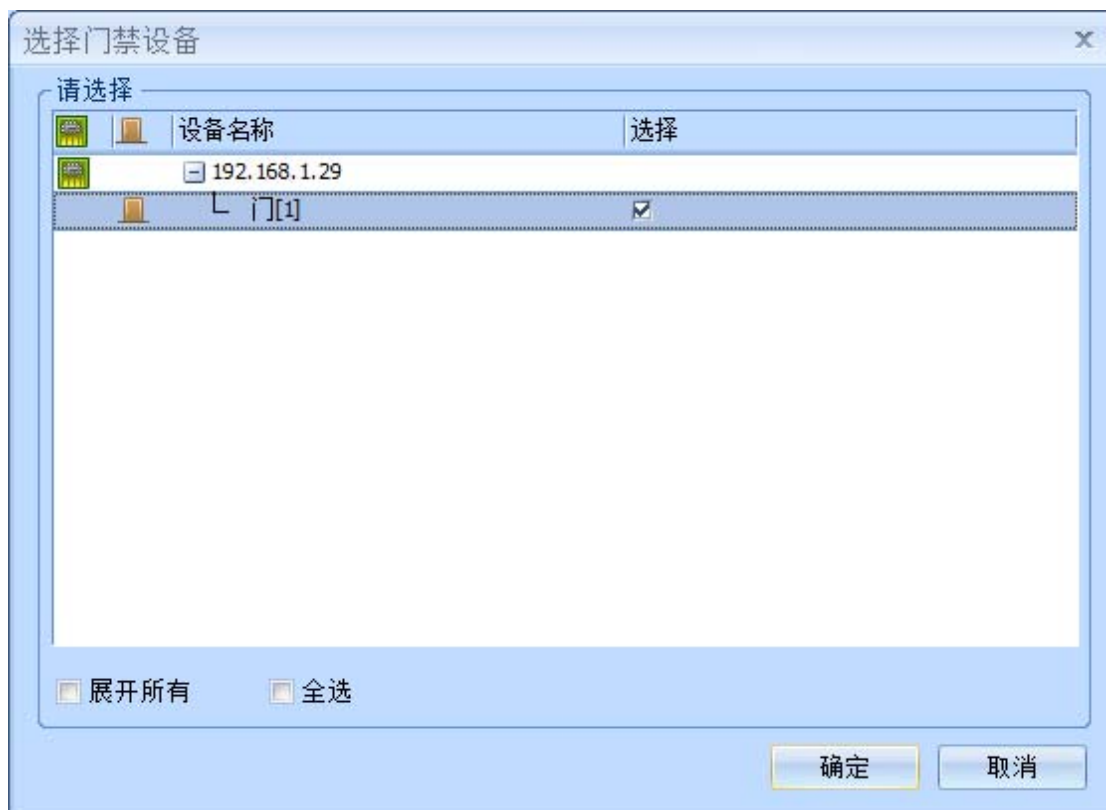 选择门禁设备
请选择
设备名称 选择
192.168.1.29
门[1]
展开所有 全选
确定 取消